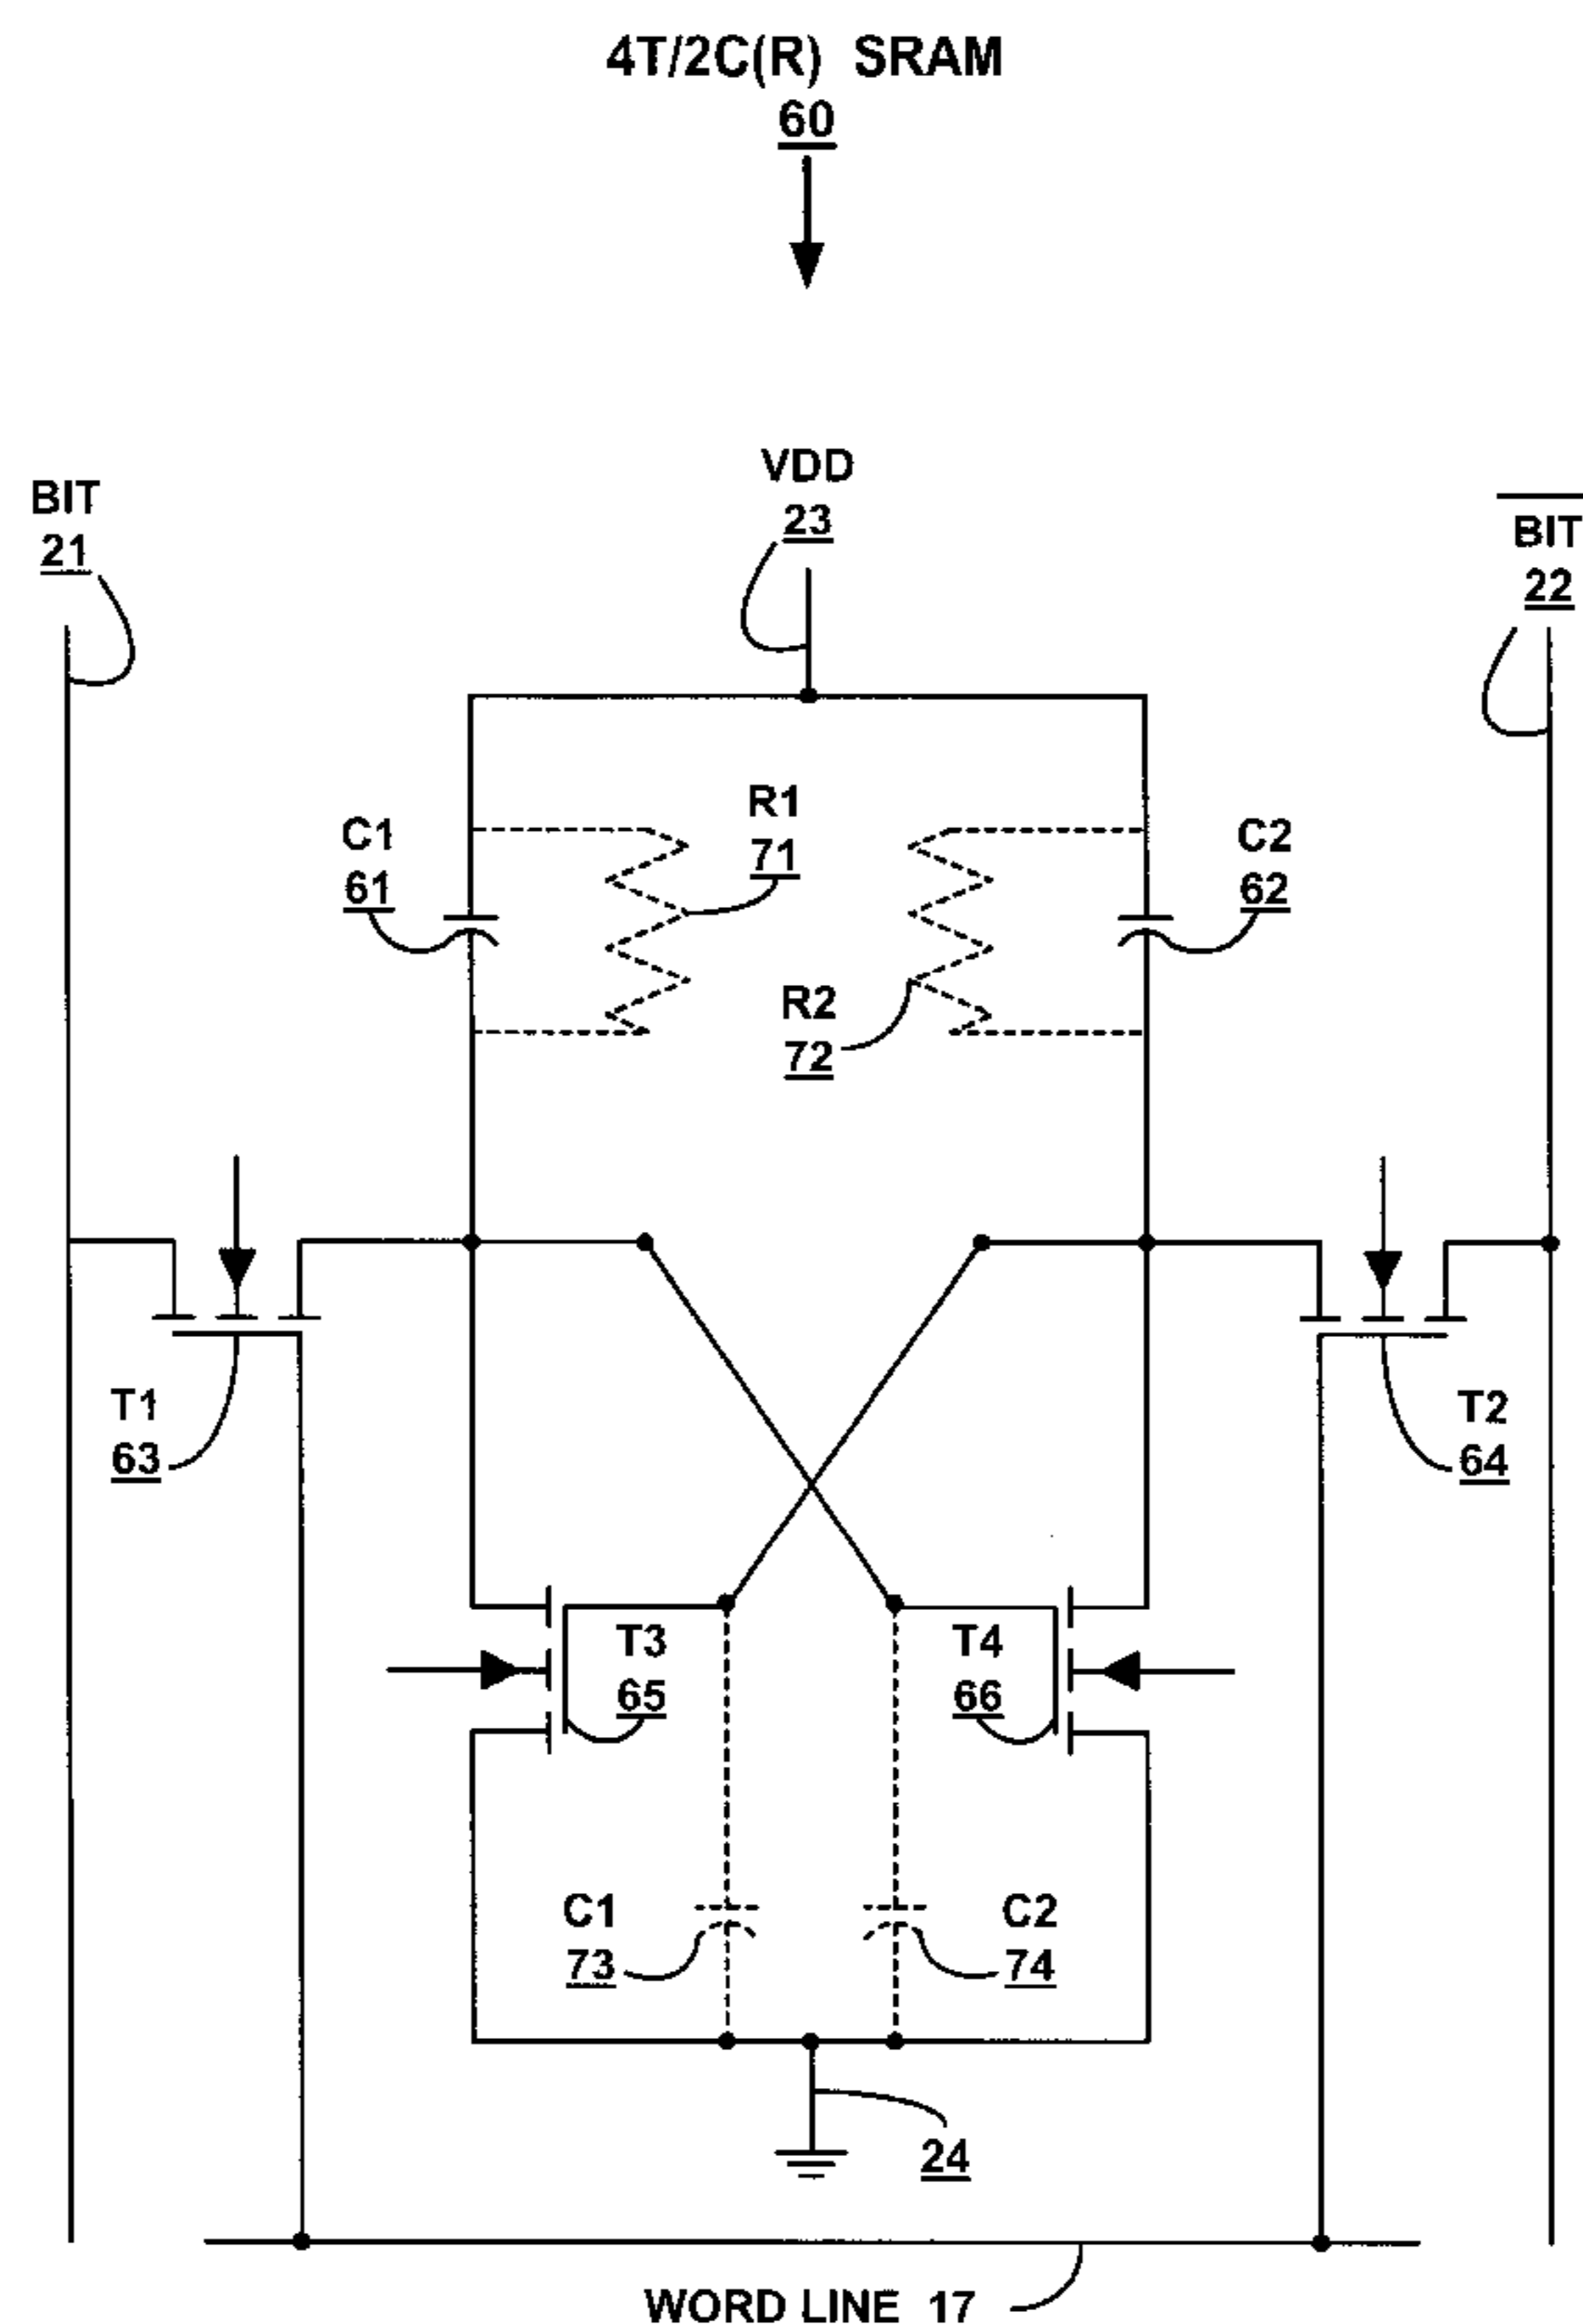 4T/2C(R) SRAM
60
VDD
23
BIT
21
BIT
22
R1
71
C1
61
C2
62
R2
72
T1
63
T2
64
T3
65
T4
66
C1
73
C2
74
24
WORD LINE 17